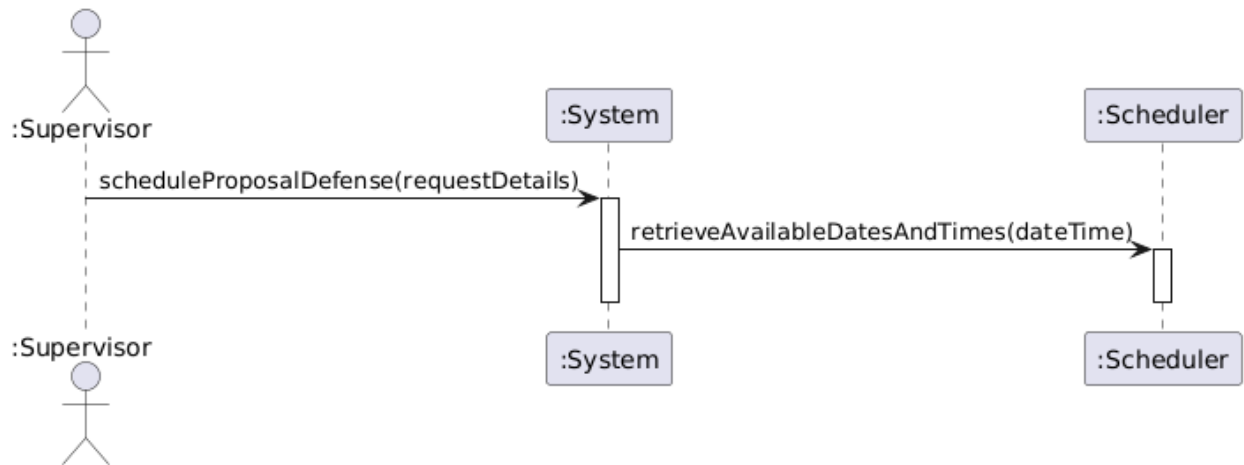 :Supervisor
:System
:Scheduler
scheduleProposalDefense(requestDetails)
retrieveAvailableDatesAndTimes(dateTime)
:Supervisor
:System
:Scheduler